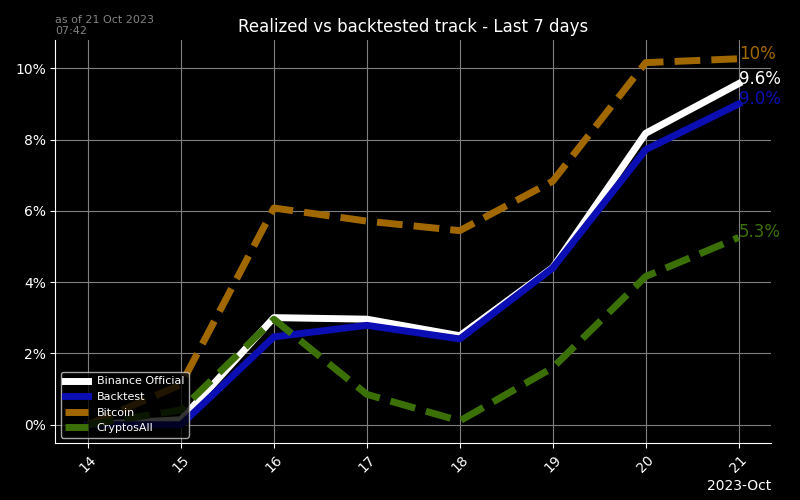 as of 21 Oct 2023
07:42
Realized vs backtested track - Last 7 days
10%
8%
6%
4%
2%
0%
10%
9.6%
9.0%
5.3%
Binance Official
Backtest
Bitcoin
CryptosAll
14
15
16
17
18
19
20
21
2023-Oct